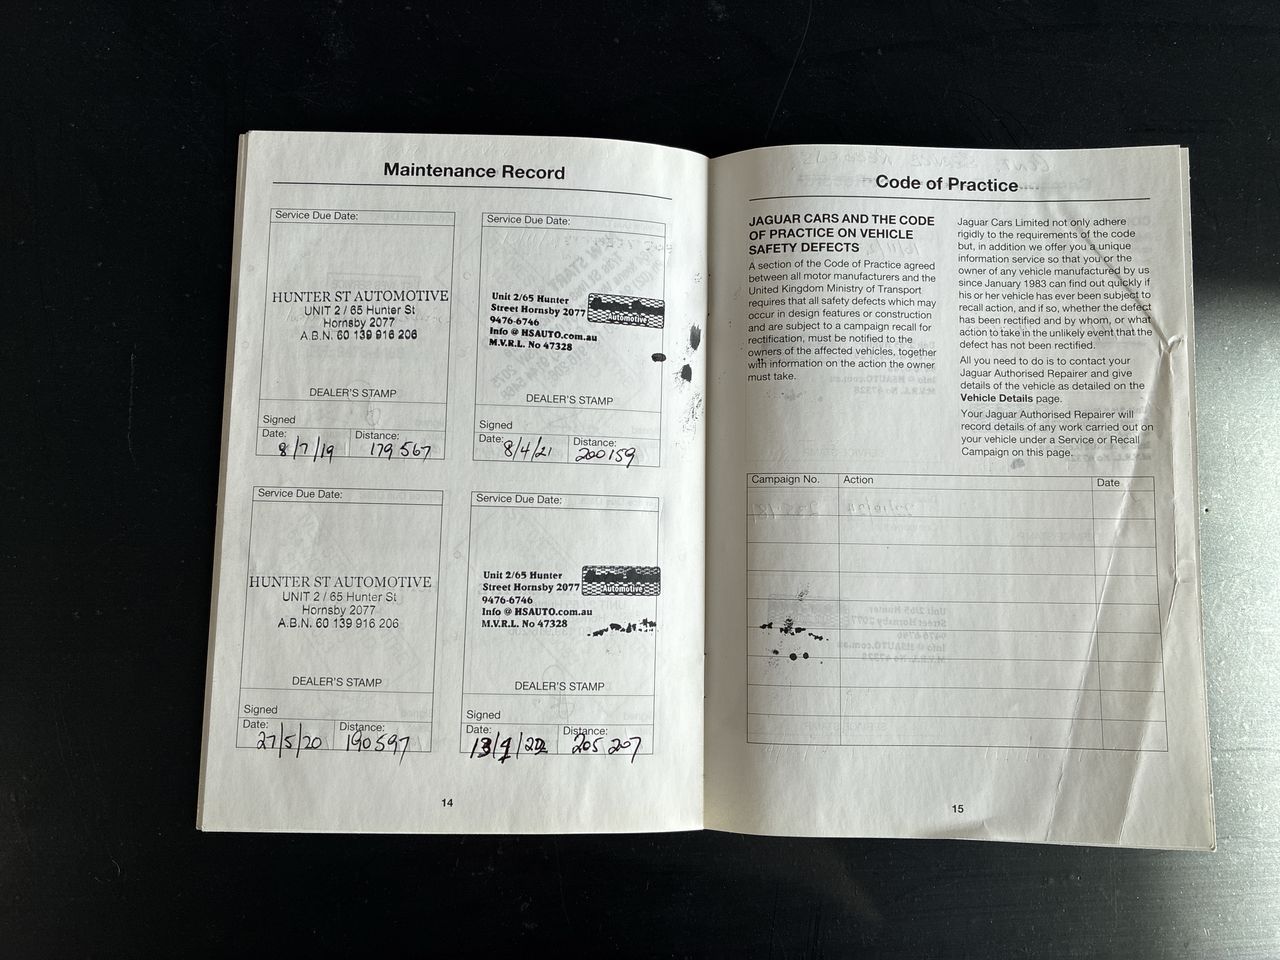 Maintenance Record
Service Due Date:
HUNTER ST AUTOMOTIVE
UNIT 2 / 65 Hunter St
Hornsby 2077
A.B.N. 60 139 916 206
DEALER'S STAMP
Signed
Date: Distance:
8/7/19 179 567
Service Due Date:
Unit 2/65 Hunter
Street Hornsby 2077
9476-6746
Info @ HSAUTO.com.au
M.V.R.L. No 47328
Automotive
DEALER'S STAMP
Signed
Date: Distance:
8/4/21 200159
Service Due Date:
HUNTER ST AUTOMOTIVE
UNIT 2 / 65 Hunter St
Hornsby 2077
A.B.N. 60 139 916 206
DEALER'S STAMP
Signed
Date: Distance:
27/5/20 190597
Service Due Date:
Unit 2/65 Hunter
Street Hornsby 2077
9476-6746
Info @ HSAUTO.com.au
M.V.R.L. No 47328
Automotive
DEALER'S STAMP
Signed
Date: Distance:
205 207
14
Code of Practice
JAGUAR CARS AND THE CODE
OF PRACTICE ON VEHICLE
SAFETY DEFECTS
A section of the Code of Practice agreed
between all motor manufacturers and the
United Kingdom Ministry of Transport
requires that all safety defects which may
occur in design features or construction
and are subject to a campaign recall for
rectification, must be notified to the
owners of the affected vehicles, together
with information on the action the owner
must take.
Jaguar Cars Limited not only adhere
rigidly to the requirements of the code
but, in addition we offer you a unique
information service so that you or the
owner of any vehicle manufactured by us
since January 1983 can find out quickly if
his or her vehicle has ever been subject to
recall action, and if so, whether the defect
has been rectified and by whom, or what
action to take in the unlikely event that the
defect has not been rectified.
All you need to do is to contact your
Jaguar Authorised Repairer and give
details of the vehicle as detailed on the
Vehicle Details page.
Your Jaguar Authorised Repairer will
record details of any work carried out on
your vehicle under a Service or Recall
Campaign on this page.
Campaign No. Action Date
15